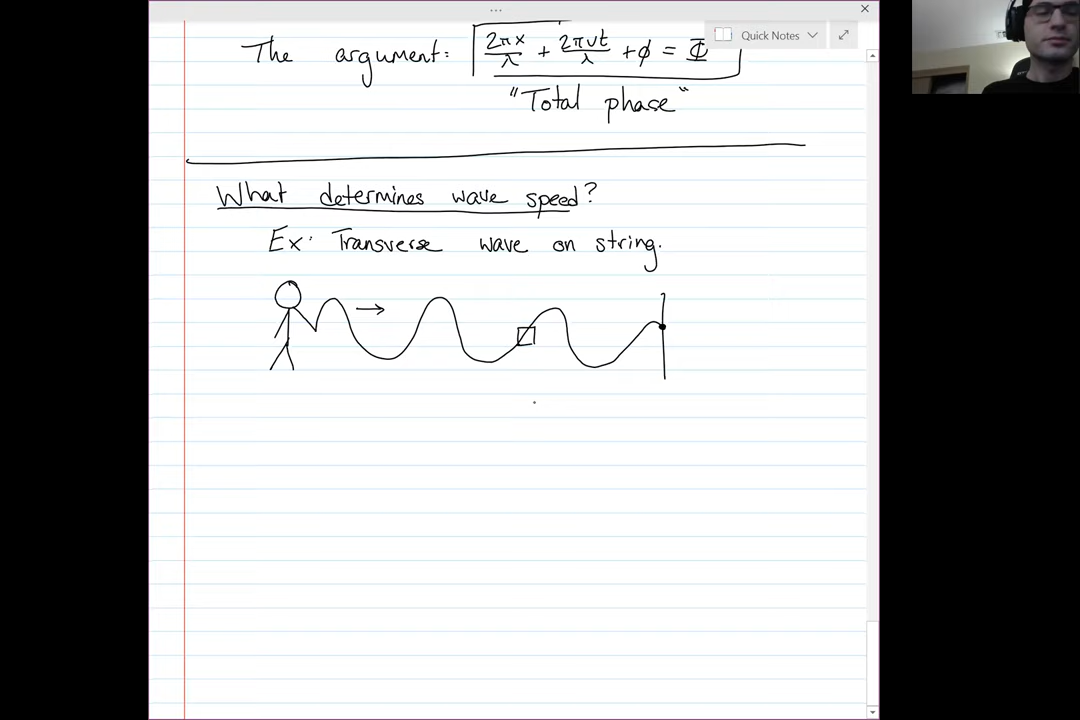 Quick Notes
The argument: 2πx/λ + 2πvt/λ + ϕ = Φ
"Total phase"
What determines wave speed?
Ex: Transverse wave on string.